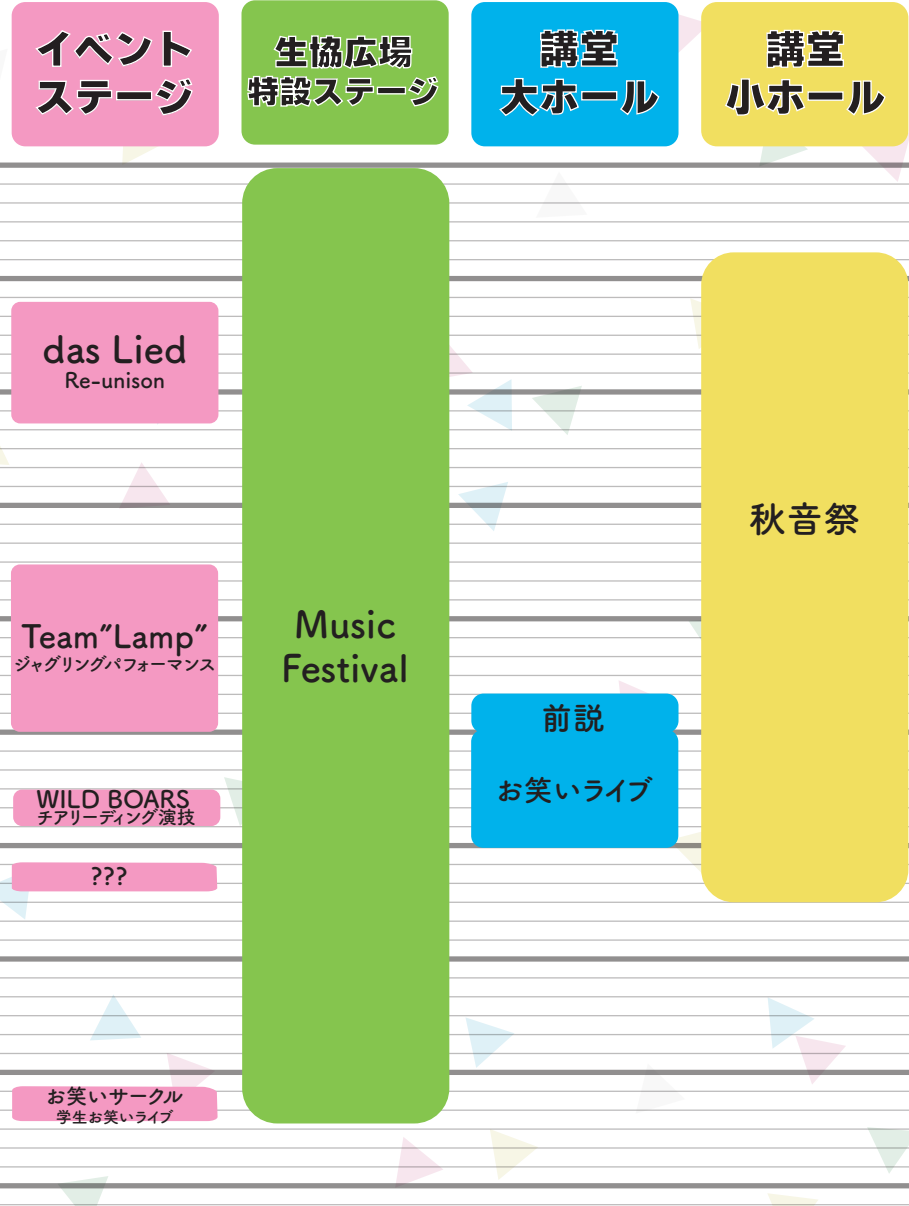 イベント
ステージ
生協広場
特設ステージ
講堂
大ホール
講堂
小ホール
das Lied
Re-unison
Team″Lamp″
ジャグリングパフォーマンス
WILD BOARS
チアリーディング演技
???
お笑いサークル
学生お笑いライブ
Music
Festival
前説
お笑いライブ
秋音祭